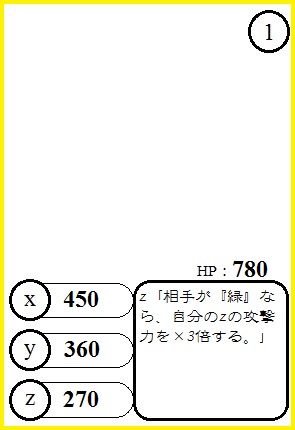 1
HP：780
x 450
y 360
z 270
z「相手が『緑』な
ら、自分のzの攻撃
力を×3倍する。」